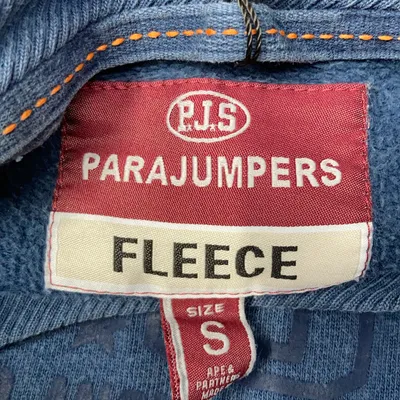 P.J.S
PARAJUMPERS
FLEECE
SIZE
S
APE &
PARTNERS
MADE